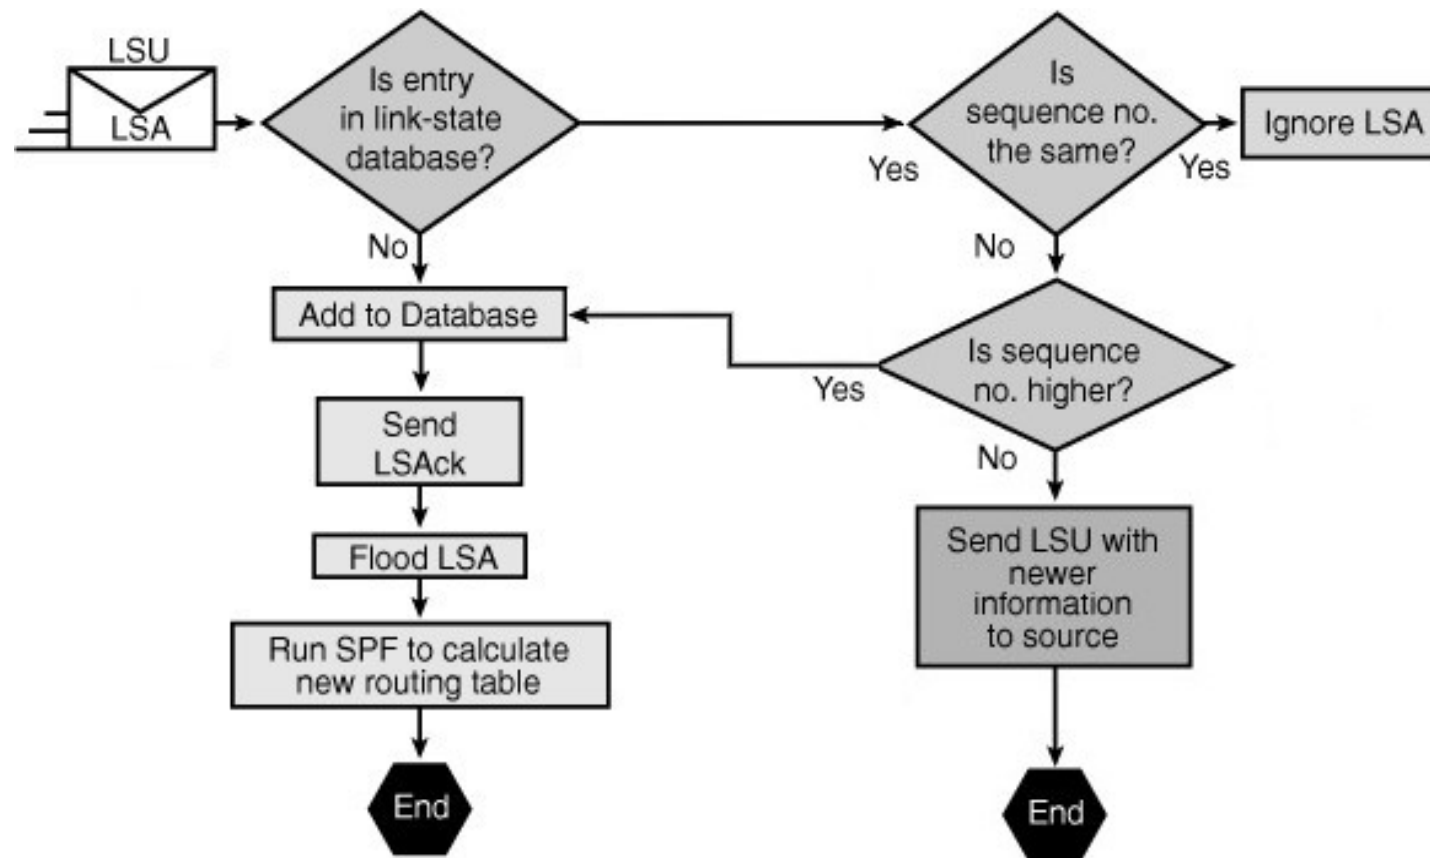 LSU
LSA
Is entry
in link-state
database?
Yes
Is
sequence no.
the same?
Yes
Ignore LSA
No
No
Add to Database
Is sequence
no. higher?
Yes
Send
LSAck
No
Flood LSA
Send LSU with
newer
information
to source
Run SPF to calculate
new routing table
End
End